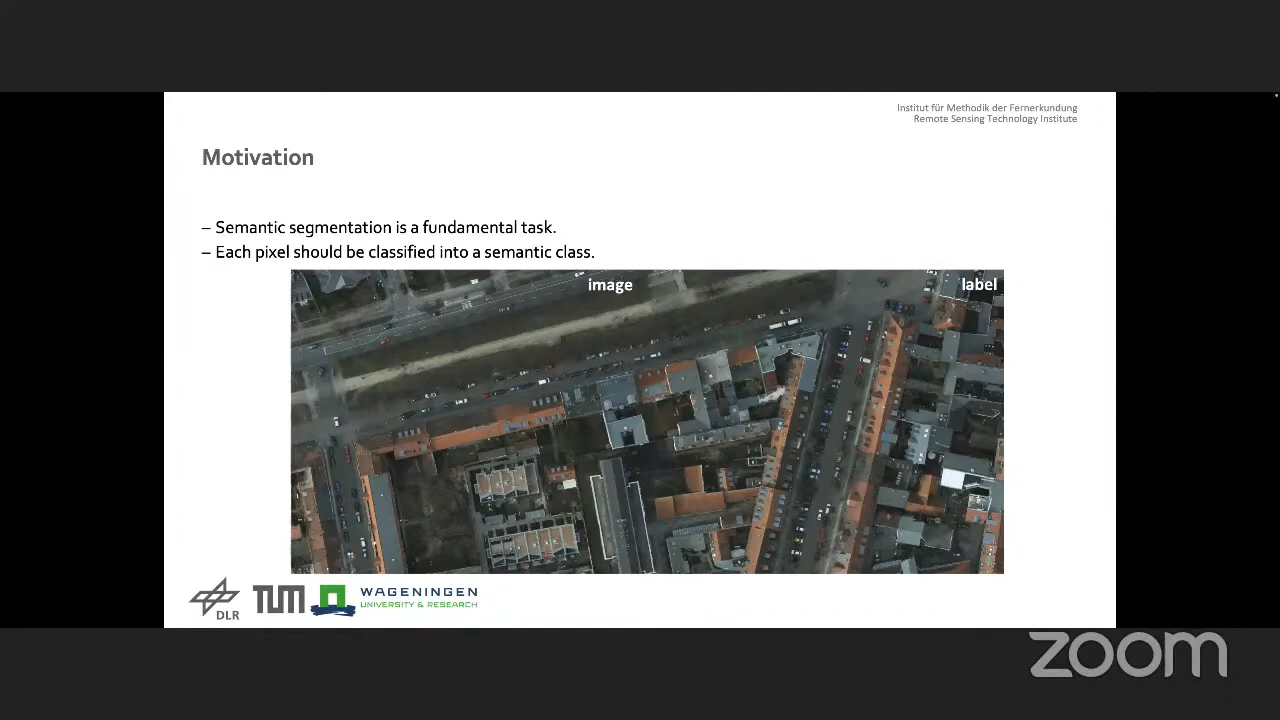 Institut für Methodik der Fernerkundung
Remote Sensing Technology Institute
Motivation
– Semantic segmentation is a fundamental task.
– Each pixel should be classified into a semantic class.
image
label
DLR
TUM
WAGENINGEN
UNIVERSITY & RESEARCH
zoom